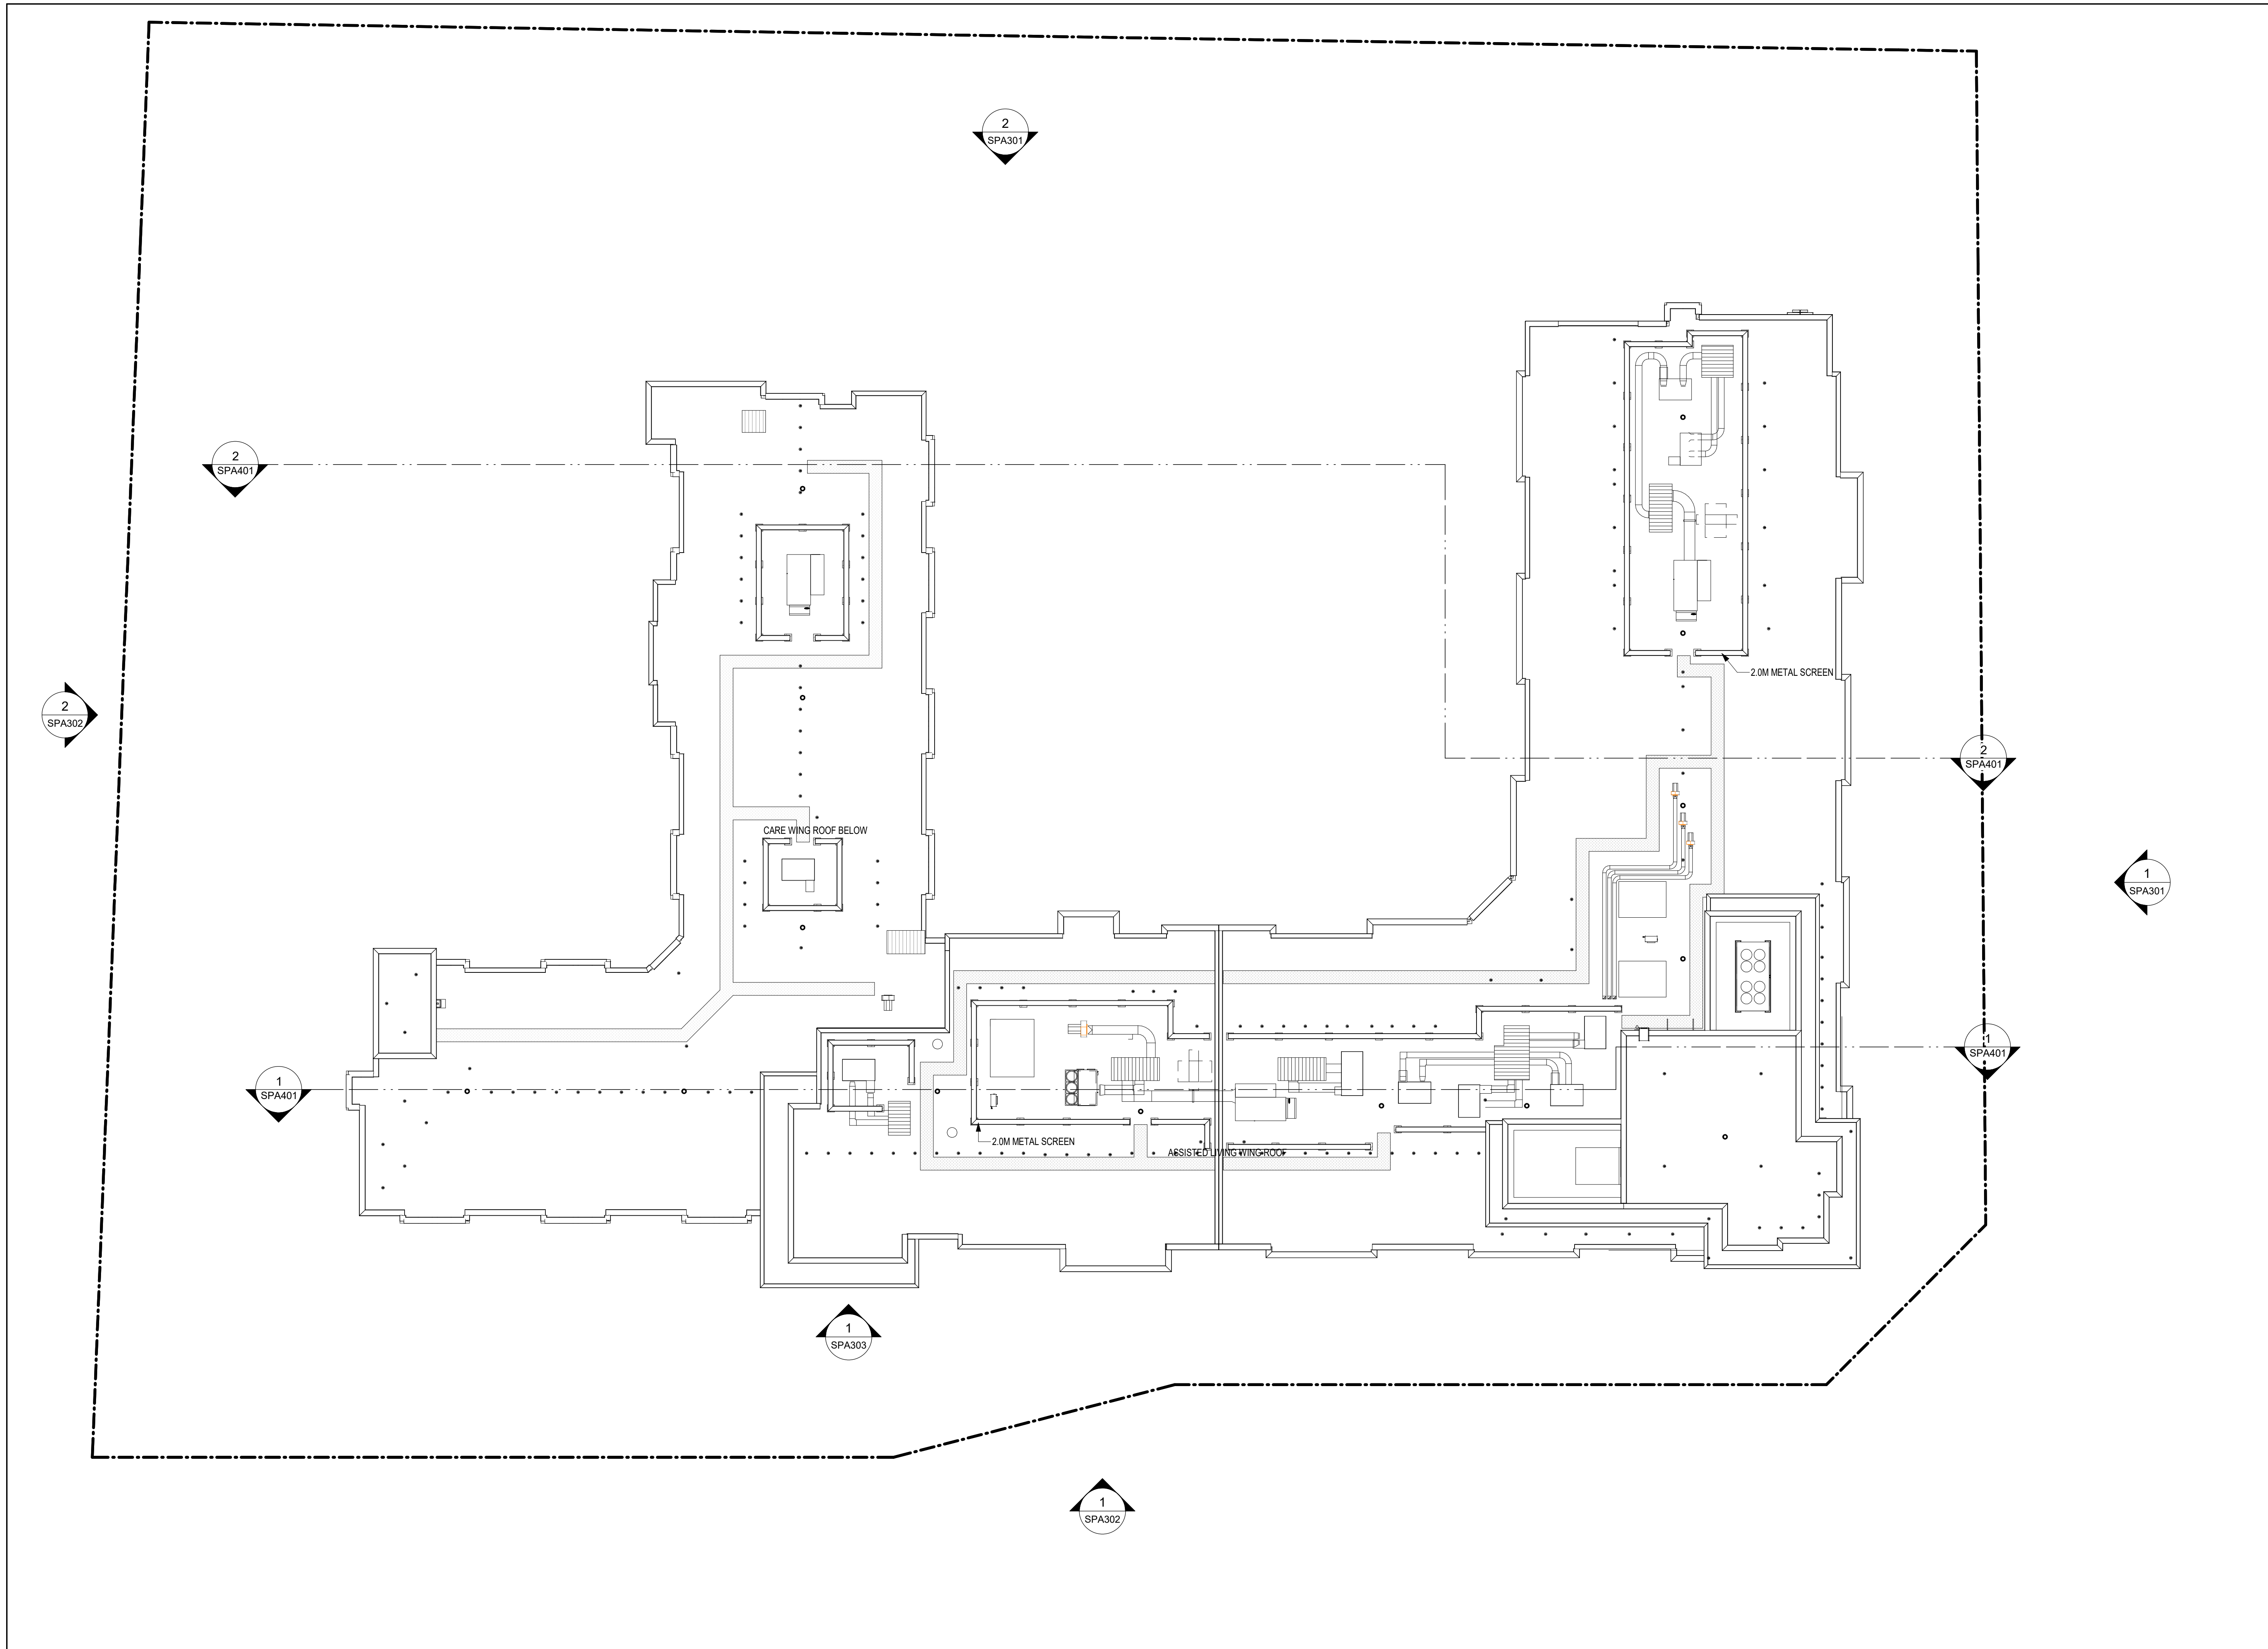 2
SPA301
2
SPA401
2.0M METAL SCREEN
2
SPA302
2
SPA401
CARE WING ROOF BELOW
1
SPA301
1
SPA401
1
SPA401
2.0M METAL SCREEN
ASSISTED LIVING WING ROOF
1
SPA303
1
SPA302